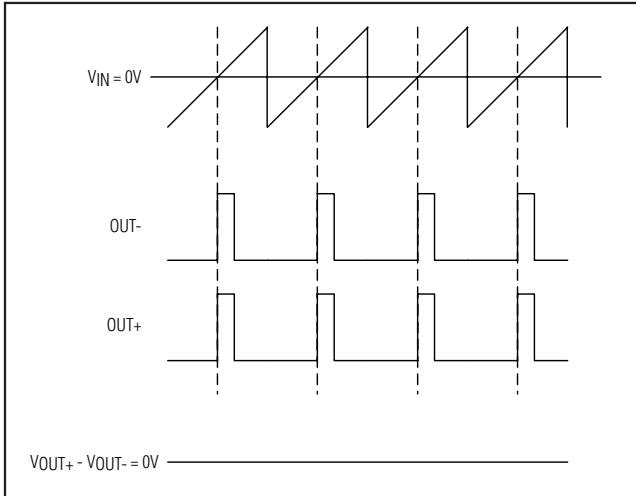 VIN = 0V
OUT-
OUT+
VOUT+ - VOUT- = 0V